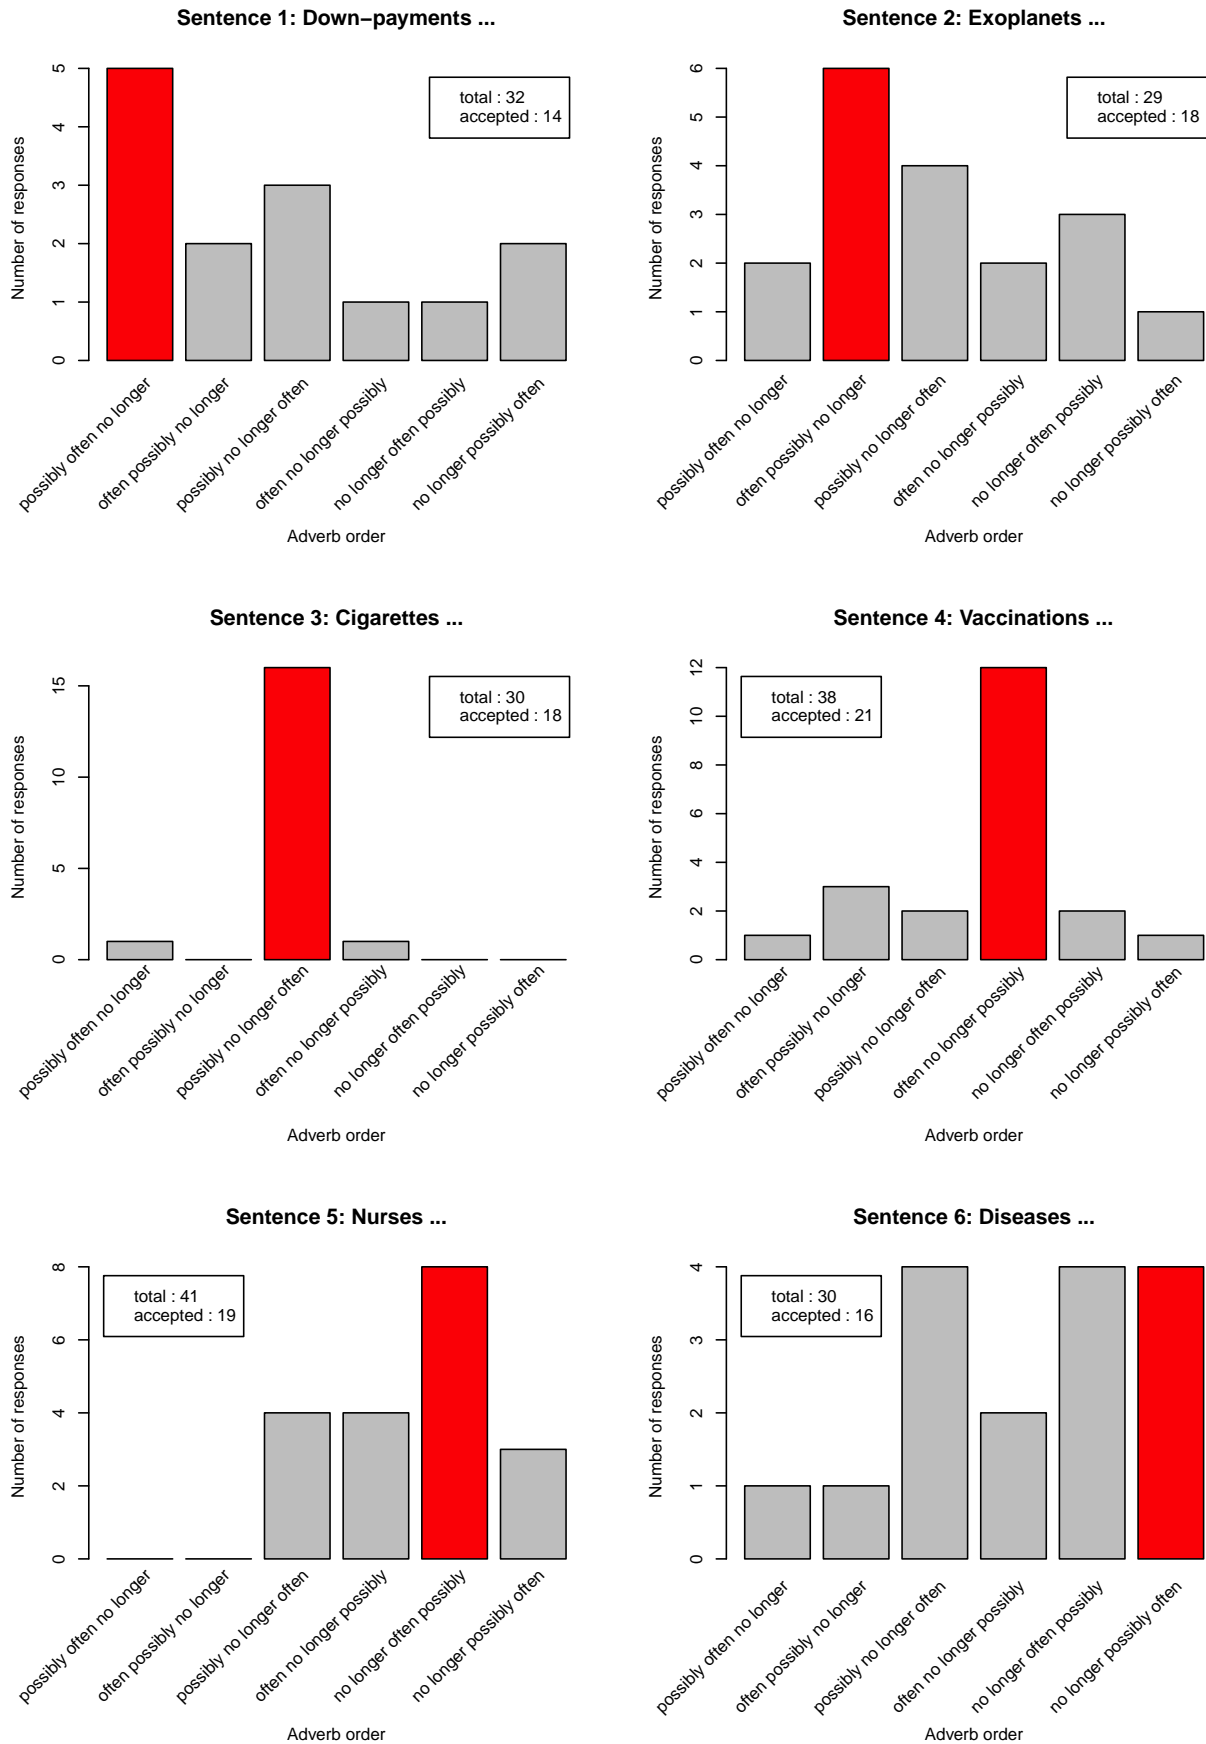 Sentence 1: Down−payments ...
Number of responses
0
1
2
3
4
5
total : 32
accepted : 14
possibly often no longer
often possibly no longer
possibly no longer often
often no longer possibly
no longer often possibly
no longer possibly often
Adverb order
Sentence 2: Exoplanets ...
Number of responses
0
1
2
3
4
5
6
total : 29
accepted : 18
possibly often no longer
often possibly no longer
possibly no longer often
often no longer possibly
no longer often possibly
no longer possibly often
Adverb order
Sentence 3: Cigarettes ...
Number of responses
0
5
10
15
total : 30
accepted : 18
possibly often no longer
often possibly no longer
possibly no longer often
often no longer possibly
no longer often possibly
no longer possibly often
Adverb order
Sentence 4: Vaccinations ...
Number of responses
0
2
4
6
8
10
12
total : 38
accepted : 21
possibly often no longer
often possibly no longer
possibly no longer often
often no longer possibly
no longer often possibly
no longer possibly often
Adverb order
Sentence 5: Nurses ...
Number of responses
0
2
4
6
8
total : 41
accepted : 19
possibly often no longer
often possibly no longer
possibly no longer often
often no longer possibly
no longer often possibly
no longer possibly often
Adverb order
Sentence 6: Diseases ...
Number of responses
0
1
2
3
4
total : 30
accepted : 16
possibly often no longer
often possibly no longer
possibly no longer often
often no longer possibly
no longer often possibly
no longer possibly often
Adverb order